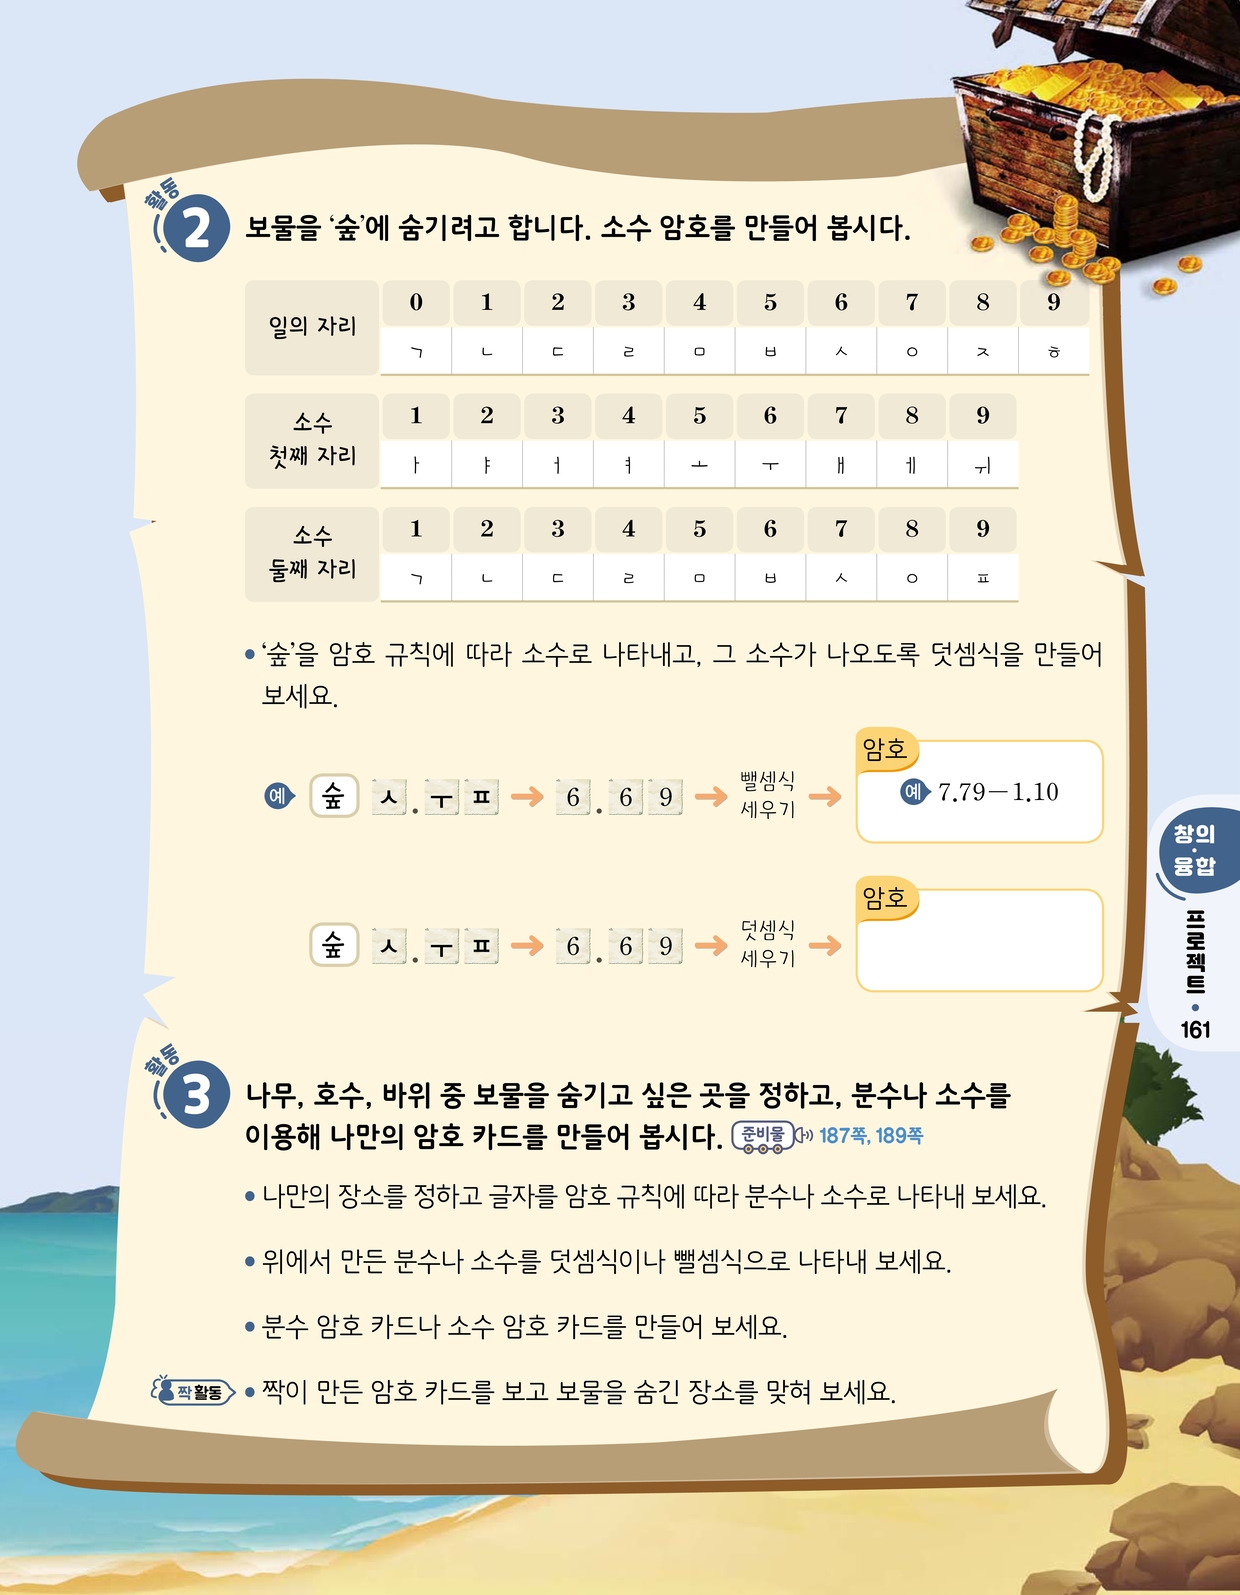 활동
2 보물을 ‘숲’에 숨기려고 합니다. 소수 암호를 만들어 봅시다.
일의 자리
0 1 2 3 4 5 6 7 8 9
ㄱ ㄴ ㄷ ㄹ ㅁ ㅂ ㅅ ㅇ ㅈ ㅎ
소수
첫째 자리
1 2 3 4 5 6 7 8 9
ㅏ ㅑ ㅓ ㅕ ㅗ ㅜ ㅐ ㅔ ㅟ
소수
둘째 자리
1 2 3 4 5 6 7 8 9
ㄱ ㄴ ㄷ ㄹ ㅁ ㅂ ㅅ ㅇ ㅍ
• ‘숲’을 암호 규칙에 따라 소수로 나타내고, 그 소수가 나오도록 덧셈식을 만들어
보세요.
예 숲 ㅅ . ㅜ ㅍ → 6 . 6 9 → 뺄셈식
세우기 →
암호
예 7.79－1.10
숲 ㅅ . ㅜ ㅍ → 6 . 6 9 → 덧셈식
세우기 →
암호
창의
·
융합
프로젝트 • 161
활동
3 나무, 호수, 바위 중 보물을 숨기고 싶은 곳을 정하고, 분수나 소수를
이용해 나만의 암호 카드를 만들어 봅시다. 준비물 187쪽, 189쪽
• 나만의 장소를 정하고 글자를 암호 규칙에 따라 분수나 소수로 나타내 보세요.
• 위에서 만든 분수나 소수를 덧셈식이나 뺄셈식으로 나타내 보세요.
• 분수 암호 카드나 소수 암호 카드를 만들어 보세요.
짝 활동 • 짝이 만든 암호 카드를 보고 보물을 숨긴 장소를 맞혀 보세요.